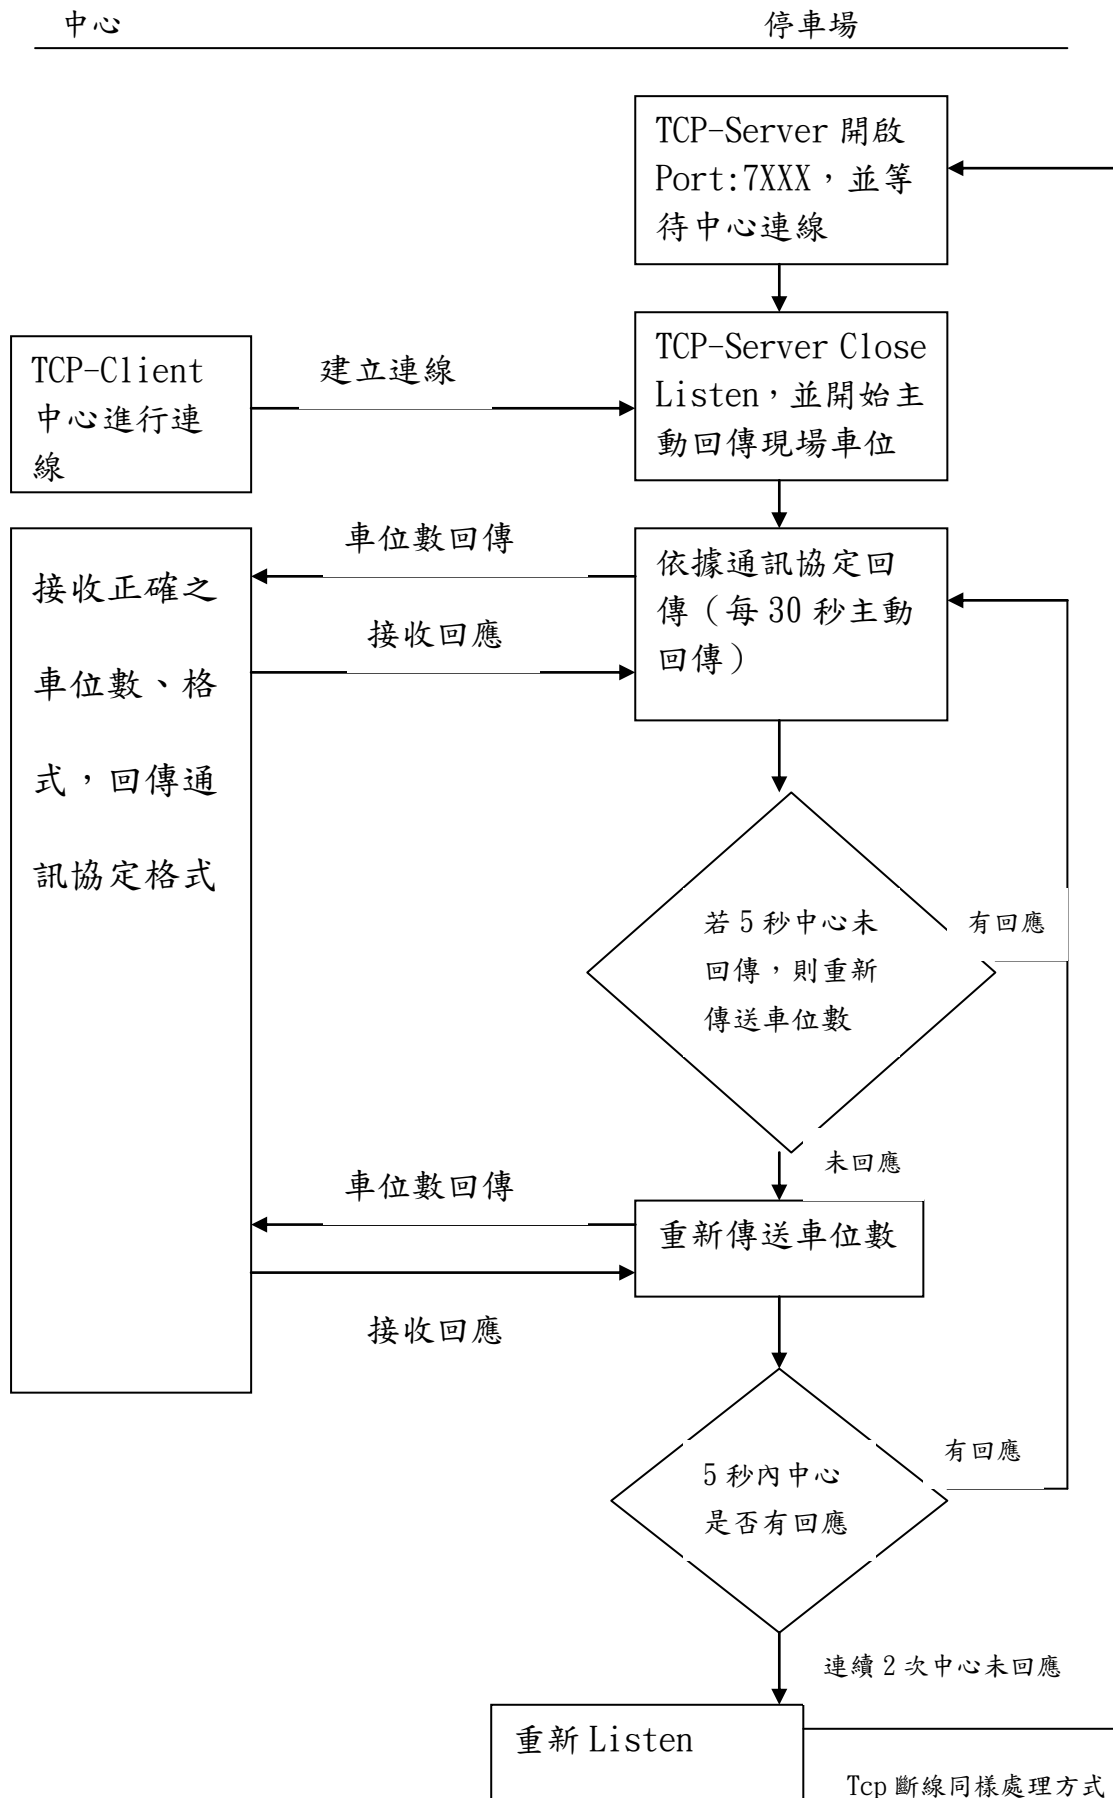 中心
停車場
TCP-Server 開啟
Port:7XXX，並等
待中心連線
TCP-Client
中心進行連
線
建立連線
TCP-Server Close
Listen，並開始主
動回傳現場車位
接收正確之
車位數、格
式，回傳通
訊協定格式
車位數回傳
接收回應
依據通訊協定回
傳（每 30 秒主動
回傳）
若 5 秒中心未
回傳，則重新
傳送車位數
有回應
未回應
車位數回傳
重新傳送車位數
接收回應
5 秒內中心
是否有回應
有回應
連續 2 次中心未回應
重新 Listen
Tcp 斷線同樣處理方式